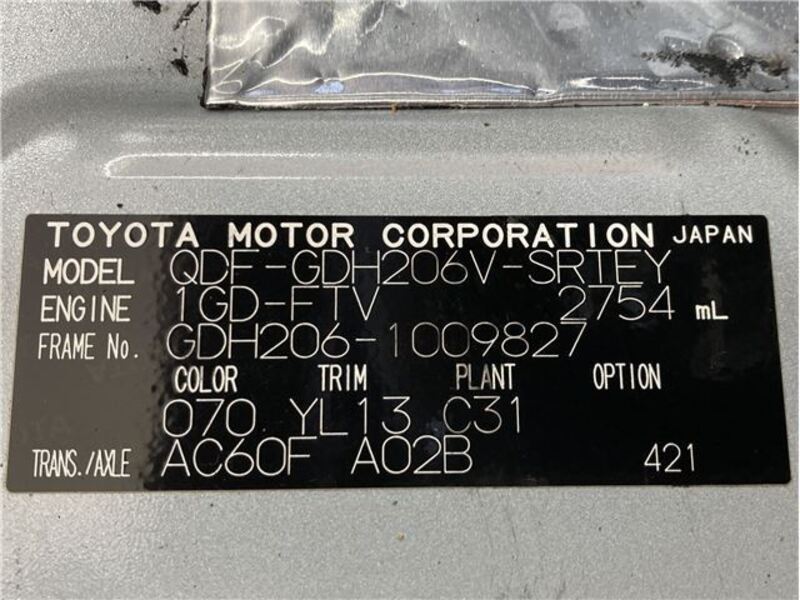 TOYOTA MOTOR CORPORATION JAPAN
MODEL QDF-GDH206V-SRTEY
ENGINE 1GD-FTV 2754 mL
FRAME No. GDH206-1009827
COLOR TRIM PLANT OPTION
070 YL13 C31
TRANS./AXLE AC60F A02B 421